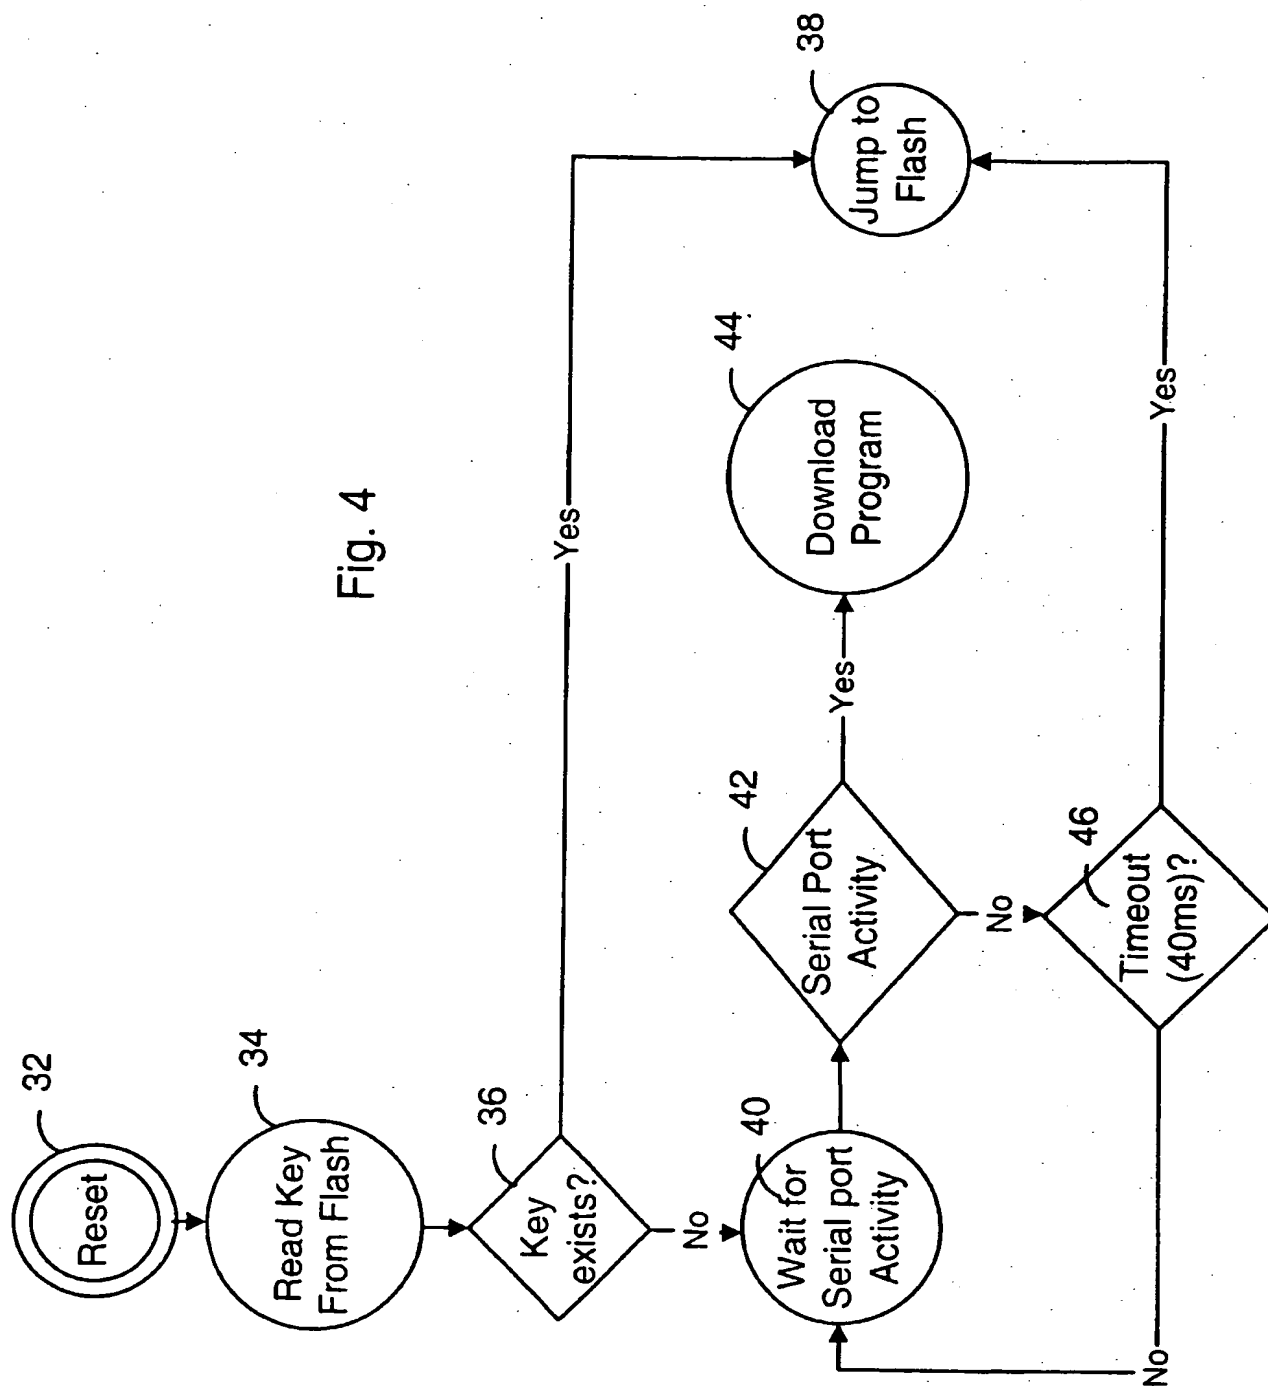 32
Reset
34
Read Key
From Flash
36
Key
exists?
Yes
No
40
Wait for
Serial port
Activity
42
Serial Port
Activity
Yes
44
Download
Program
No
46
Timeout
(40ms)?
Yes
No
38
Jump to
Flash
Fig. 4